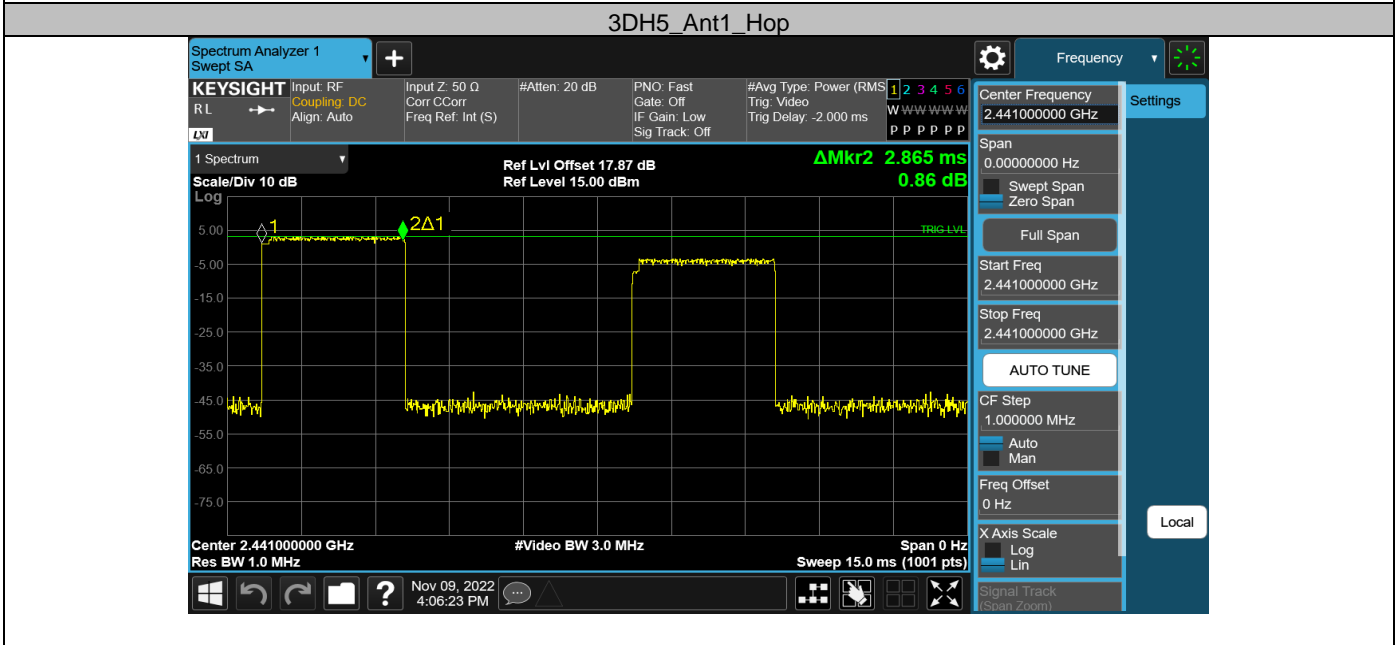 3DH5_Ant1_Hop
Spectrum Analyzer 1
Swept SA
Frequency
KEYSIGHT
RL
LXI
Input: RF
Coupling: DC
Align: Auto
Input Z: 50 Ω
Corr CCorr
Freq Ref: Int (S)
#Atten: 20 dB
PNO: Fast
Gate: Off
IF Gain: Low
Sig Track: Off
#Avg Type: Power (RMS
Trig: Video
Trig Delay: -2.000 ms
1 2 3 4 5 6
W W W W W W
P P P P P P
1 Spectrum
Scale/Div 10 dB
Log
Ref Lvl Offset 17.87 dB
Ref Level 15.00 dBm
ΔMkr2 2.865 ms
0.86 dB
1
2Δ1
TRIG LVL
5.00
-5.00
-15.0
-25.0
-35.0
-45.0
-55.0
-65.0
-75.0
Center 2.441000000 GHz
Res BW 1.0 MHz
#Video BW 3.0 MHz
Span 0 Hz
Sweep 15.0 ms (1001 pts)
Center Frequency
2.441000000 GHz
Span
0.00000000 Hz
Swept Span
Zero Span
Full Span
Start Freq
2.441000000 GHz
Stop Freq
2.441000000 GHz
AUTO TUNE
CF Step
1.000000 MHz
Auto
Man
Freq Offset
0 Hz
X Axis Scale
Log
Lin
Signal Track
(Span Zoom)
Settings
Local
?
Nov 09, 2022
4:06:23 PM